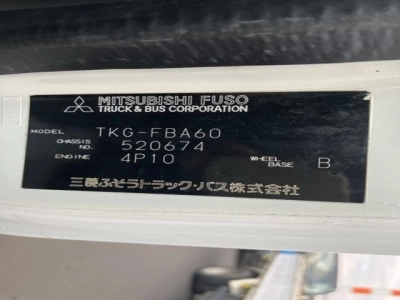 MITSUBISHI FUSO
TRUCK & BUS CORPORATION
MODEL TKG-FBA60
CHASSIS NO. 520674
ENGINE 4P10 WHEEL BASE B
三菱ふそうトラック・バス株式会社